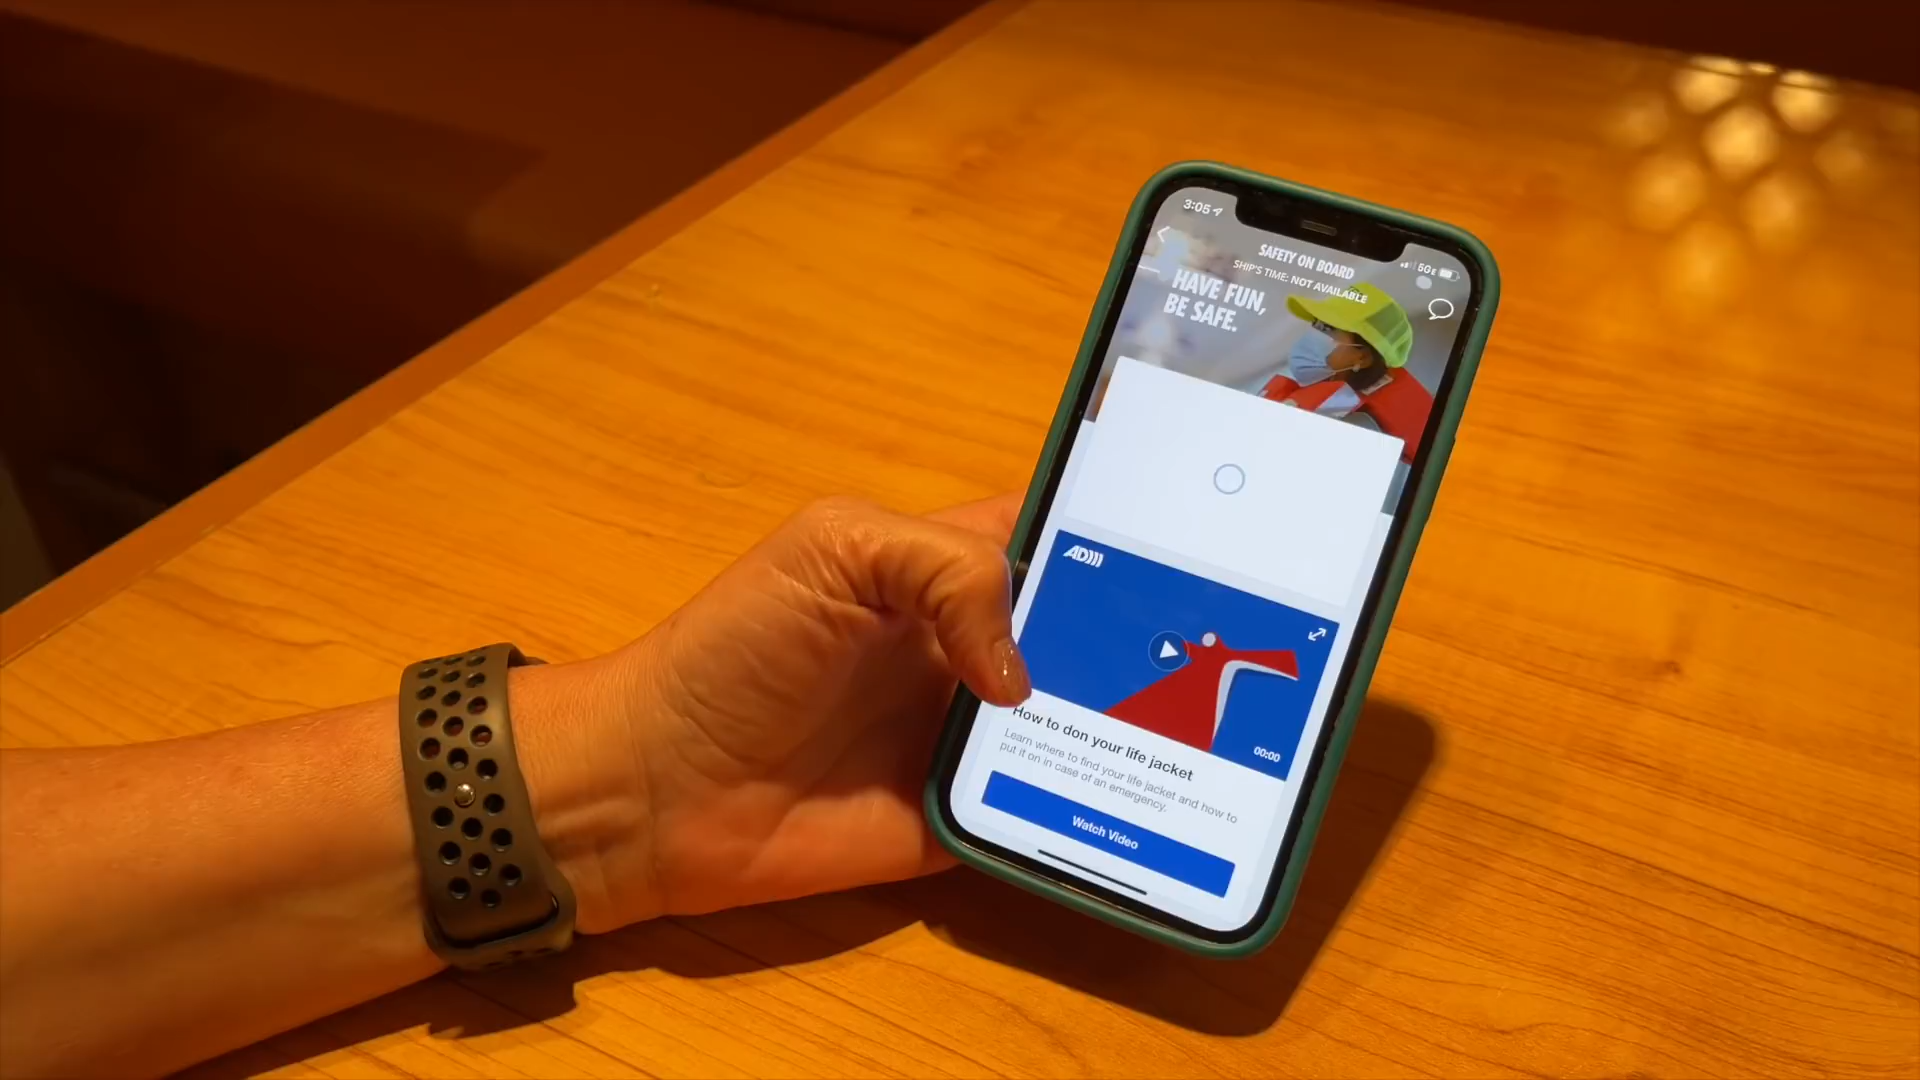 3:05
5GE
SAFETY ON BOARD
SHIP'S TIME: NOT AVAILABLE
HAVE FUN,
BE SAFE.
AD)))
00:00
How to don your life jacket
Learn where to find your life jacket and how to
put it on in case of an emergency.
Watch Video